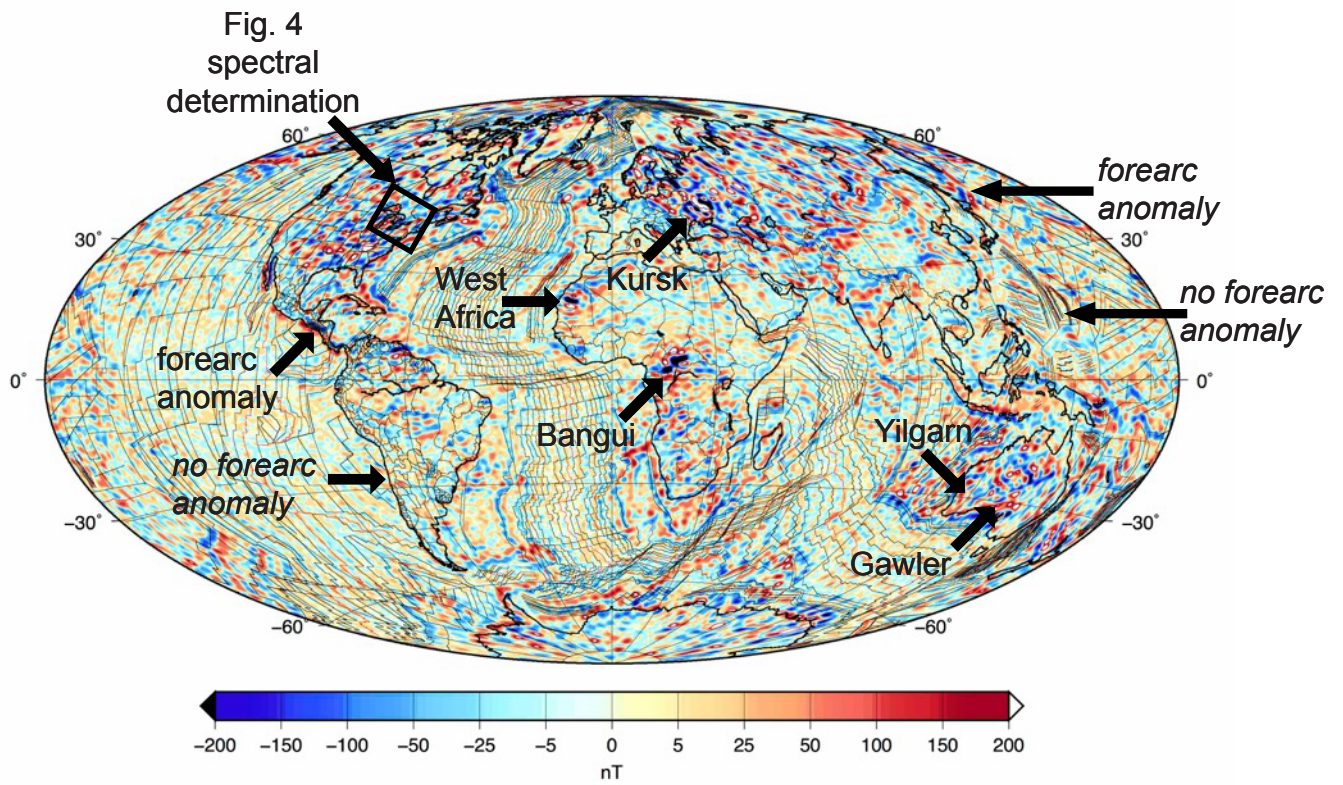 Fig. 4
spectral
determination
60°
60°
forearc
anomaly
30°
30°
West
Africa
Kursk
no forearc
anomaly
forearc
anomaly
0°
0°
Bangui
Yilgarn
no forearc
anomaly
−30°
−30°
Gawler
−60°
−60°
−200 −150 −100 −50 −25 −5 0 5 25 50 100 150 200
nT